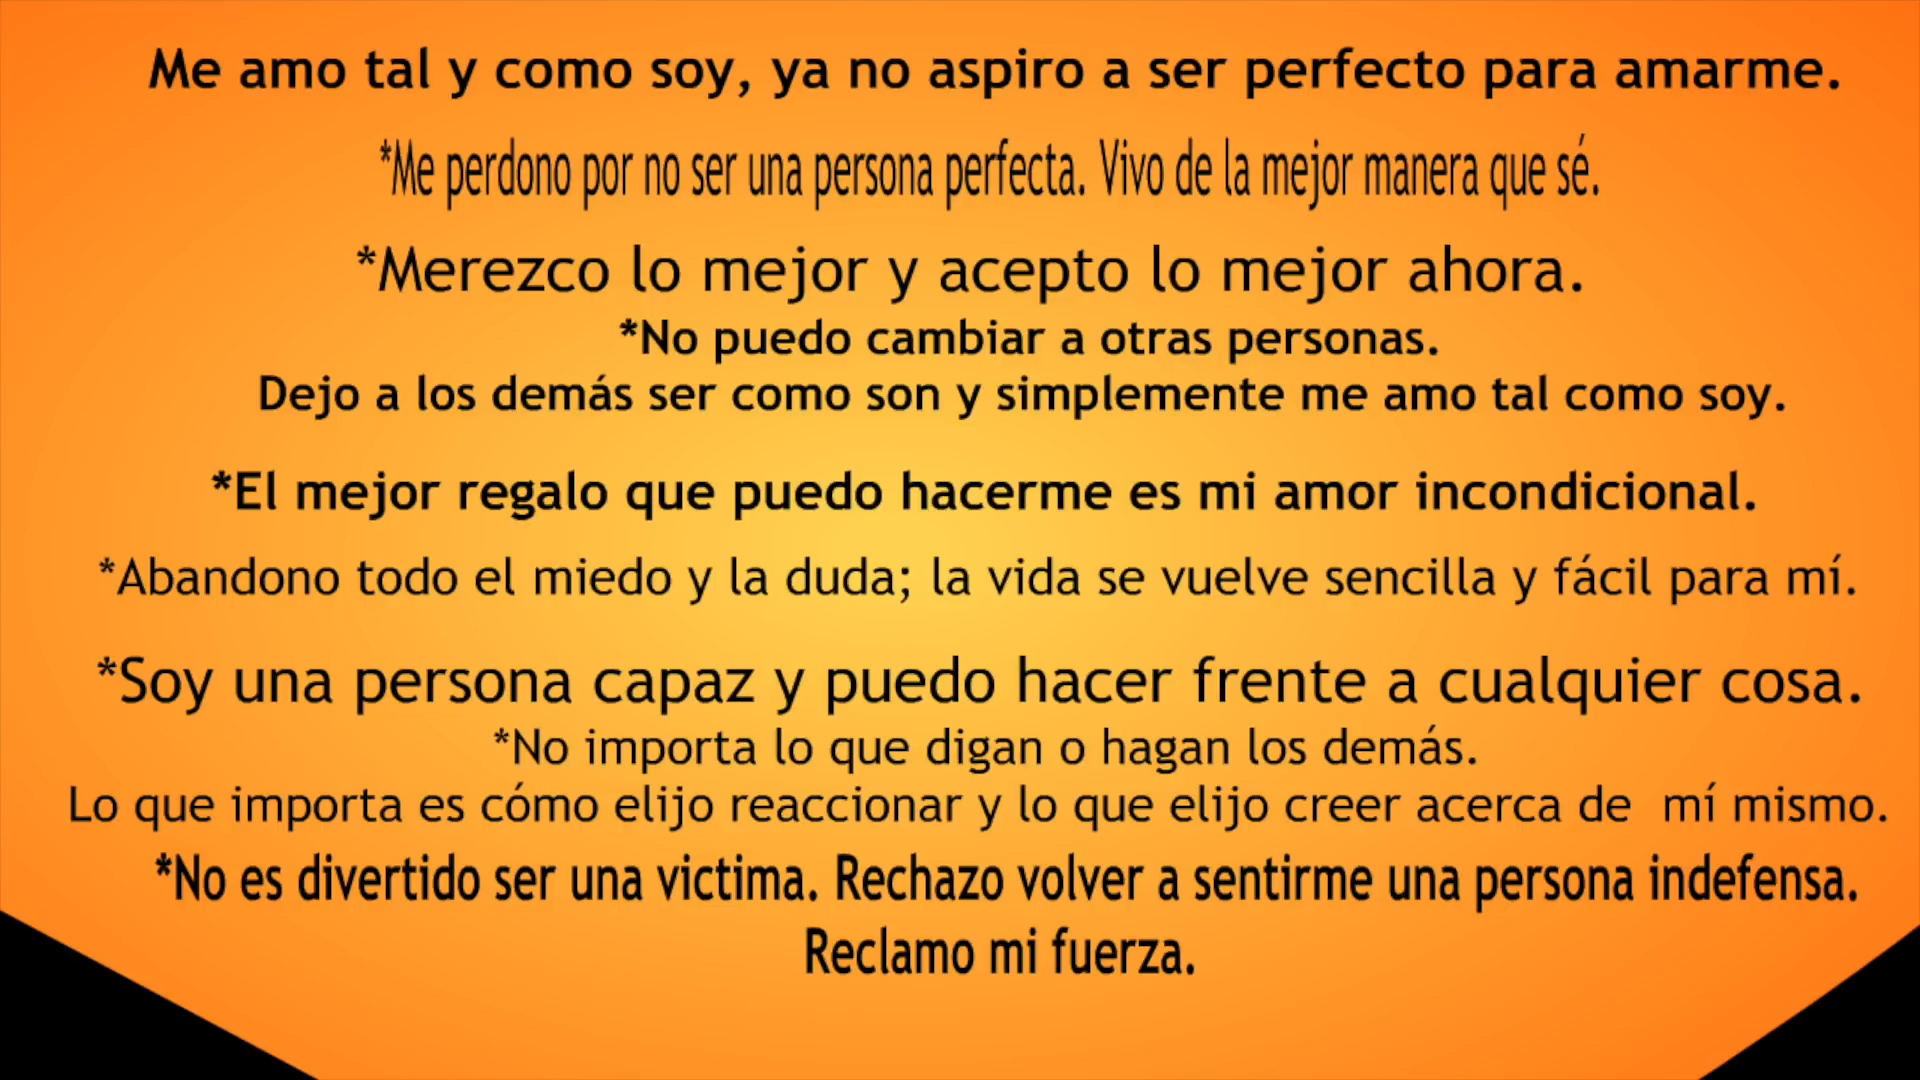 Me amo tal y como soy, ya no aspiro a ser perfecto para amarme.
*Me perdono por no ser una persona perfecta. Vivo de la mejor manera que sé.
*Merezco lo mejor y acepto lo mejor ahora.
*No puedo cambiar a otras personas.
Dejo a los demás ser como son y simplemente me amo tal como soy.
*El mejor regalo que puedo hacerme es mi amor incondicional.
*Abandono todo el miedo y la duda; la vida se vuelve sencilla y fácil para mí.
*Soy una persona capaz y puedo hacer frente a cualquier cosa.
*No importa lo que digan o hagan los demás.
Lo que importa es cómo elijo reaccionar y lo que elijo creer acerca de  mí mismo.
*No es divertido ser una victima. Rechazo volver a sentirme una persona indefensa.
Reclamo mi fuerza.